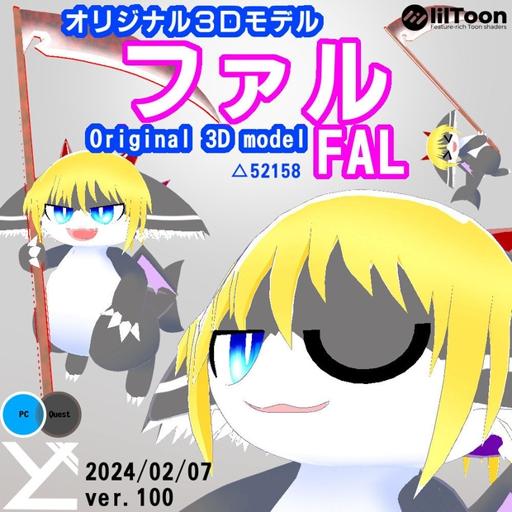 オリジナル3Dモデル
lilToon
Feature-rich Toon shaders
ファル
Original 3D model
FAL
△52158
PC
Quest
2024/02/07
ver. 100